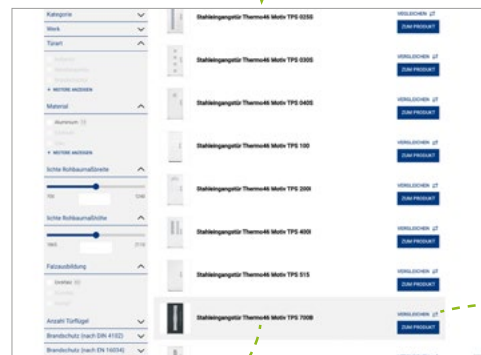 Kategorie
Werk
Türart
+ WEITERE ANZEIGEN
Material
Aluminium
+ WEITERE ANZEIGEN
lichte Rohbaumaßbreite
700
1240
lichte Rohbaumaßhöhe
Falzausbildung
Anzahl Türflügel
Brandschutz (nach DIN 4102)
Brandschutz (nach EN 16034)
Stahleingangstür Thermo46 Motiv TPS 025S
VERGLEICHEN
ZUM PRODUKT
Stahleingangstür Thermo46 Motiv TPS 030S
VERGLEICHEN
ZUM PRODUKT
Stahleingangstür Thermo46 Motiv TPS 040S
VERGLEICHEN
ZUM PRODUKT
Stahleingangstür Thermo46 Motiv TPS 100
VERGLEICHEN
ZUM PRODUKT
Stahleingangstür Thermo46 Motiv TPS 200
VERGLEICHEN
ZUM PRODUKT
Stahleingangstür Thermo46 Motiv TPS 400
VERGLEICHEN
ZUM PRODUKT
Stahleingangstür Thermo46 Motiv TPS 515
VERGLEICHEN
ZUM PRODUKT
Stahleingangstür Thermo46 Motiv TPS 700B
VERGLEICHEN
ZUM PRODUKT